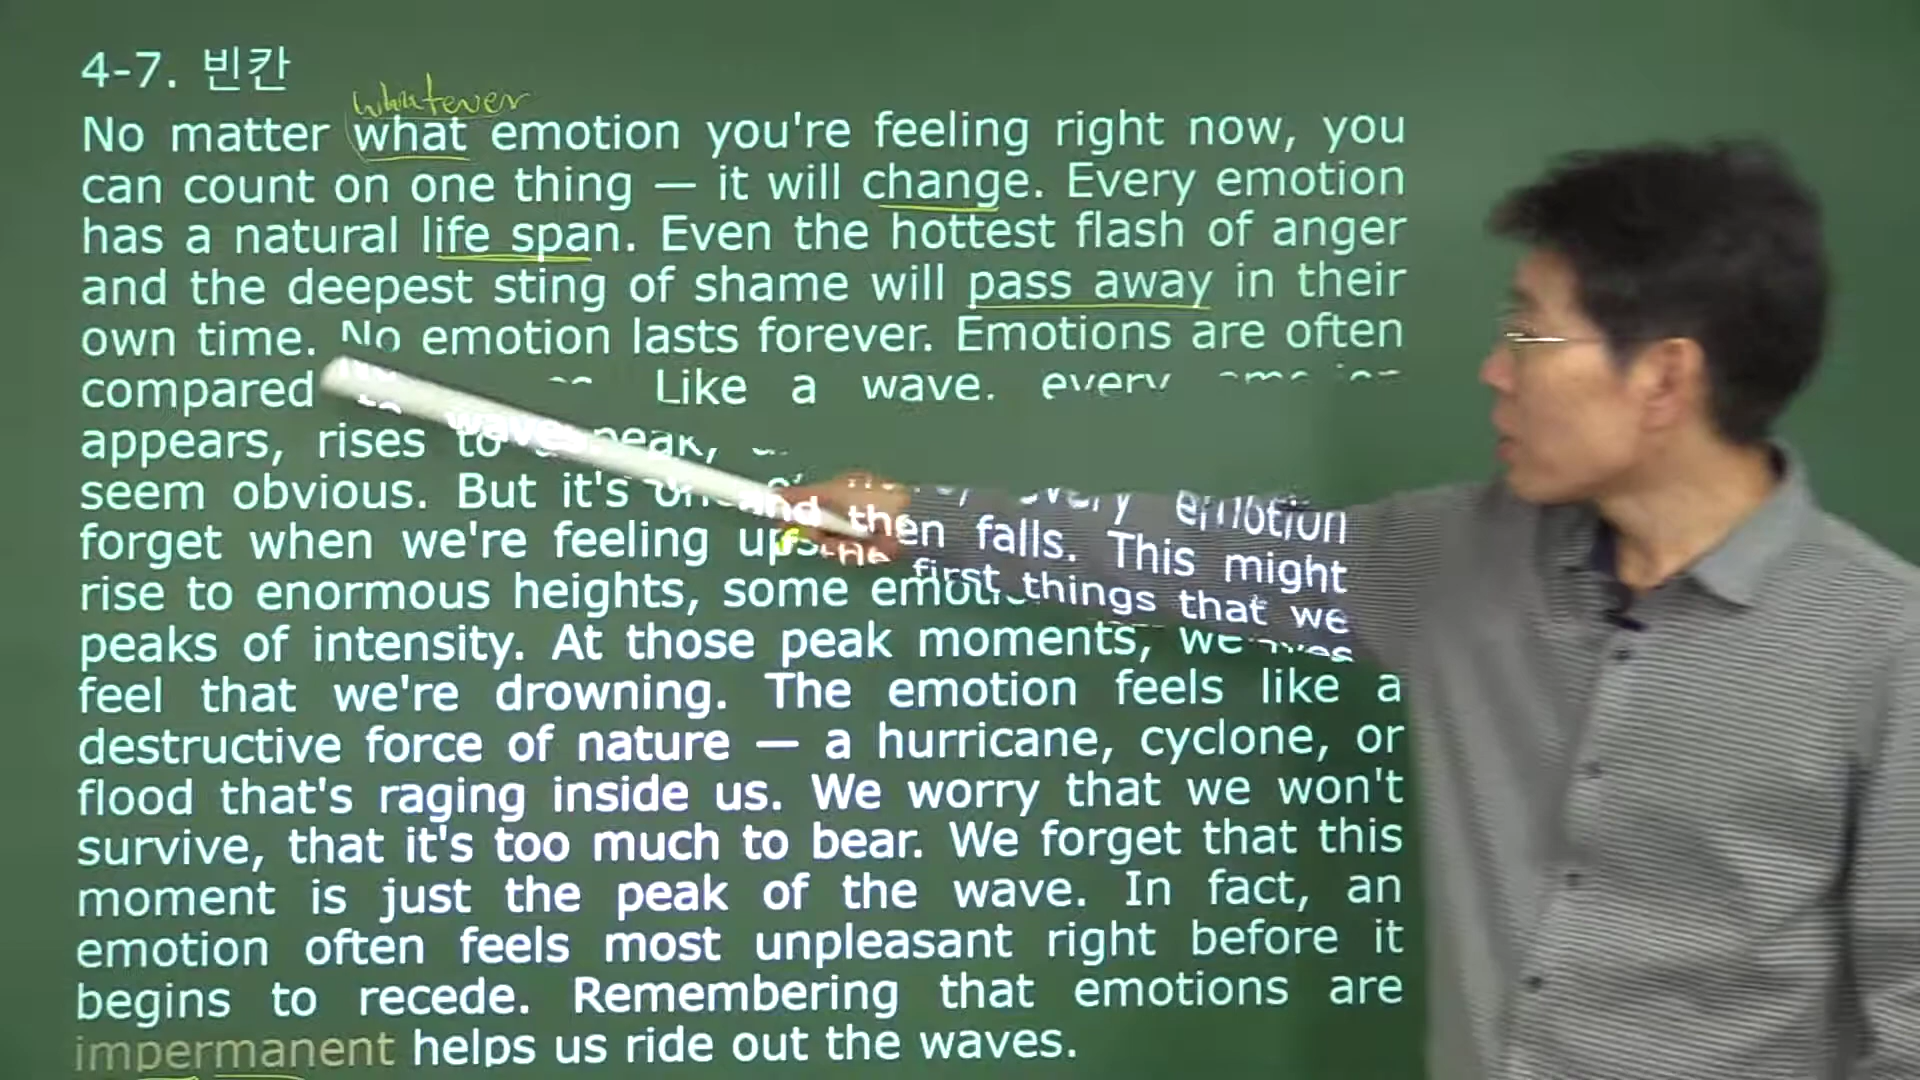 4-7. 빈칸
whatever
No matter what emotion you're feeling right now, you
can count on one thing — it will change. Every emotion
has a natural life span. Even the hottest flash of anger
and the deepest sting of shame will pass away in their
own time. No emotion lasts forever. Emotions are often
compared to waves. Like a wave, every emotion
appears, rises to a peak, and then falls. This might
seem obvious. But it's one of the first things that we
forget when we're feeling
rise to enormous heights, some
peaks of intensity. At those peak moments, we
feel that we're drowning. The emotion feels like a
destructive force of nature — a hurricane, cyclone, or
flood that's raging inside us. We worry that we won't
survive, that it's too much to bear. We forget that this
moment is just the peak of the wave. In fact, an
emotion often feels most unpleasant right before it
begins to recede. Remembering that emotions are
impermanent helps us ride out the waves.